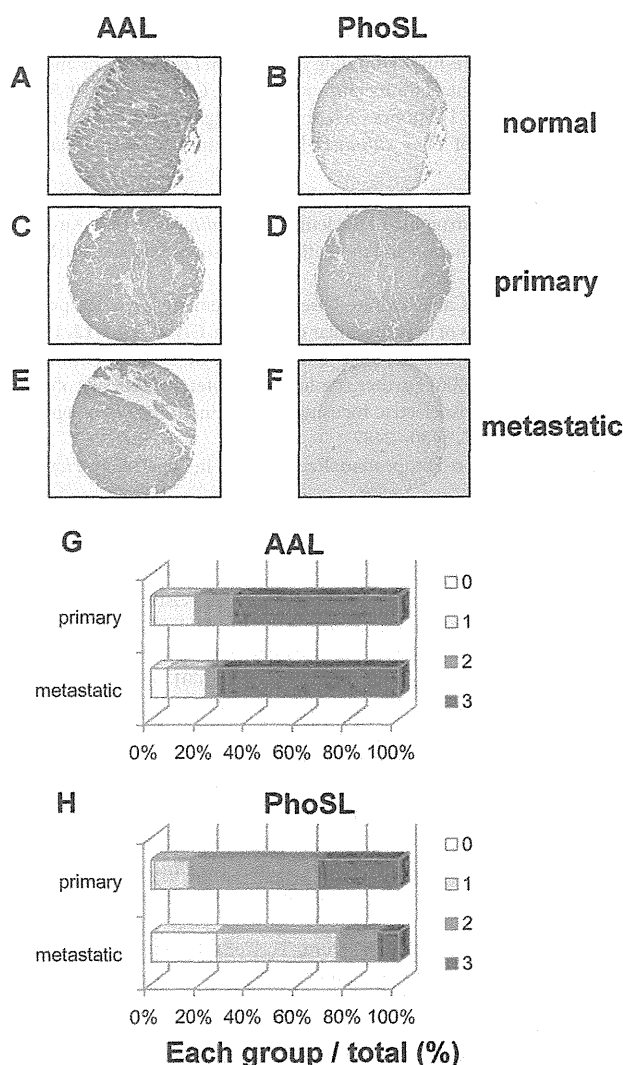 AAL PhoSL
A B normal
C D primary
E F metastatic
G AAL
primary
metastatic
0
1
2
3
0% 20% 40% 60% 80% 100%
H PhoSL
primary
metastatic
0
1
2
3
0% 20% 40% 60% 80% 100%
Each group / total (%)